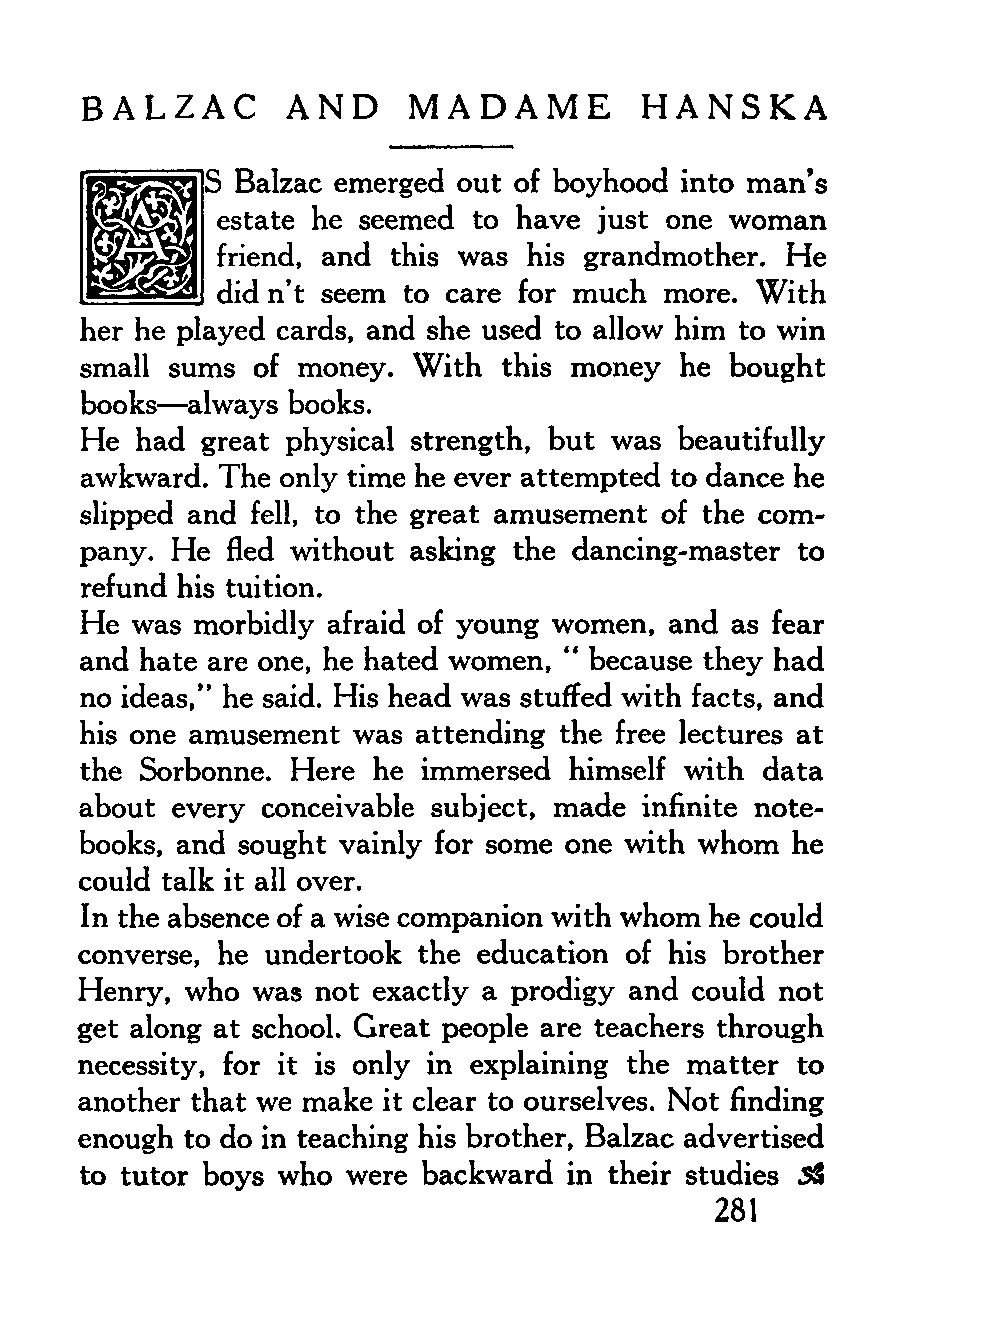 BALZAC AND MADAME HANSKA
AS Balzac emerged out of boyhood into man's
estate he seemed to have just one woman
friend, and this was his grandmother. He
did n't seem to care for much more. With
her he played cards, and she used to allow him to win
small sums of money. With this money he bought
books—always books.
He had great physical strength, but was beautifully
awkward. The only time he ever attempted to dance he
slipped and fell, to the great amusement of the com-
pany. He fled without asking the dancing-master to
refund his tuition.
He was morbidly afraid of young women, and as fear
and hate are one, he hated women, “ because they had
no ideas,” he said. His head was stuffed with facts, and
his one amusement was attending the free lectures at
the Sorbonne. Here he immersed himself with data
about every conceivable subject, made infinite note-
books, and sought vainly for some one with whom he
could talk it all over.
In the absence of a wise companion with whom he could
converse, he undertook the education of his brother
Henry, who was not exactly a prodigy and could not
get along at school. Great people are teachers through
necessity, for it is only in explaining the matter to
another that we make it clear to ourselves. Not finding
enough to do in teaching his brother, Balzac advertised
to tutor boys who were backward in their studies
281